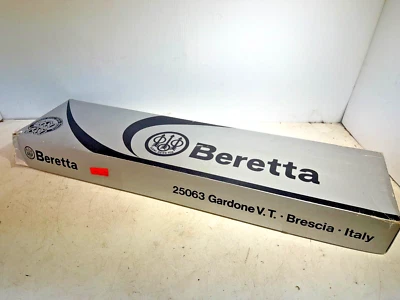 Beretta
Beretta
25063 Gardone V.T. · Brescia · Italy